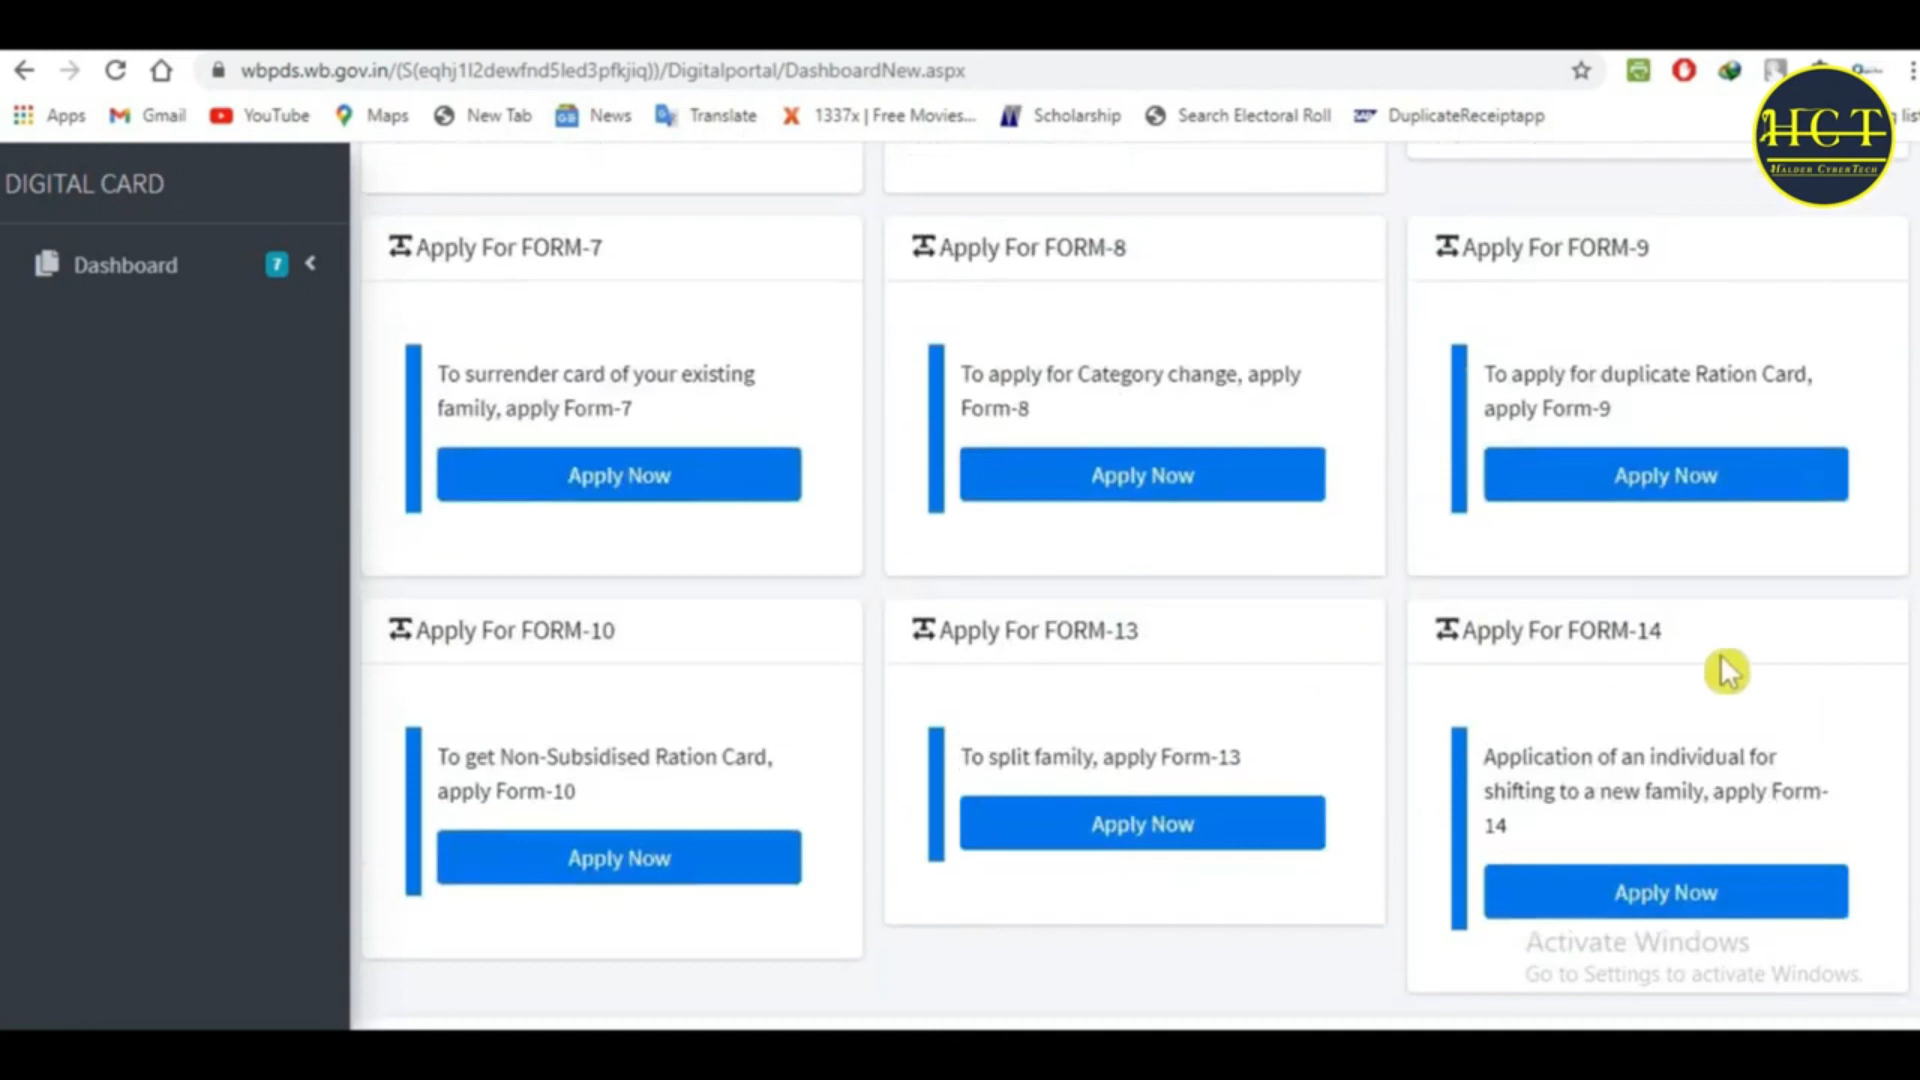 wbpds.wb.gov.in/(S(eqhj1l2dewfnd5led3pfkjiq))/Digitalportal/DashboardNew.aspx
Apps Gmail YouTube Maps New Tab News Translate 1337x | Free Movies... Scholarship Search Electoral Roll DuplicateReceiptapp
HCT
HALDER CYBERTECH
DIGITAL CARD
Dashboard 7
Apply For FORM-7
To surrender card of your existing
family, apply Form-7
Apply Now
Apply For FORM-8
To apply for Category change, apply
Form-8
Apply Now
Apply For FORM-9
To apply for duplicate Ration Card,
apply Form-9
Apply Now
Apply For FORM-10
To get Non-Subsidised Ration Card,
apply Form-10
Apply Now
Apply For FORM-13
To split family, apply Form-13
Apply Now
Apply For FORM-14
Application of an individual for
shifting to a new family, apply Form-
14
Apply Now
Activate Windows
Go to Settings to activate Windows.